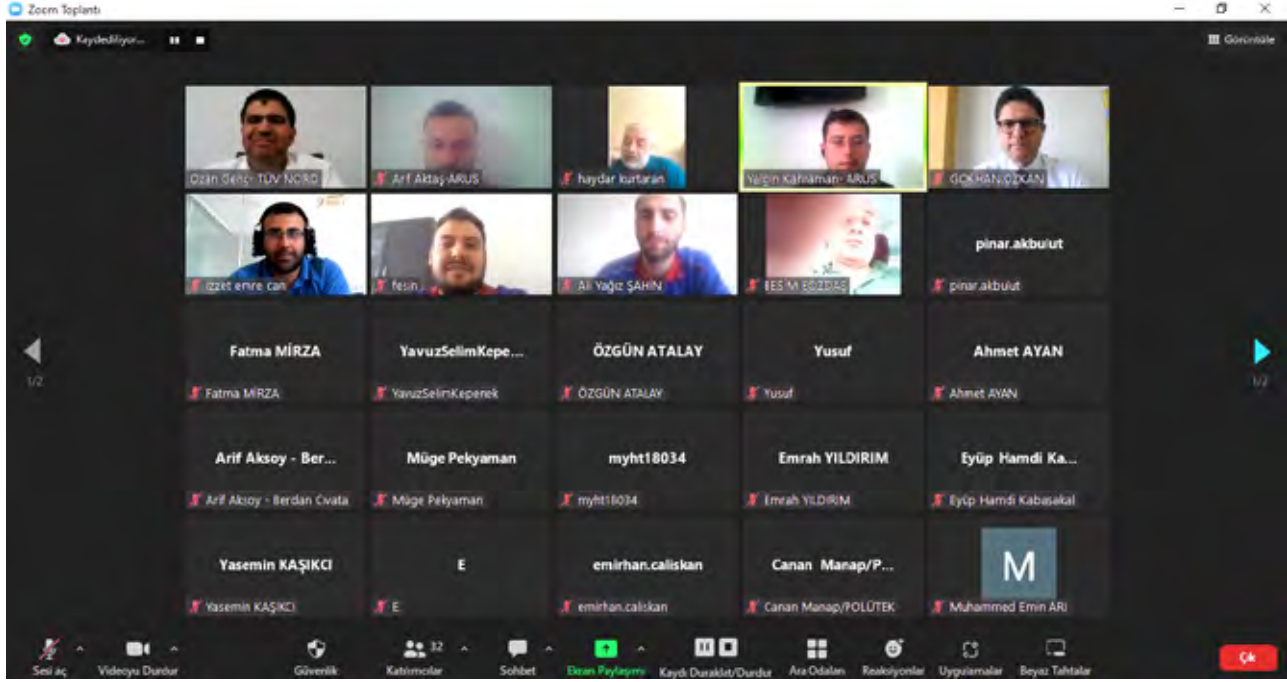 Zoom Toplantı
Kaydediliyor...
Görüntüle
Ozan Genç- TÜV NORD
Arif Aktaş-ARUS
haydar kurtaran
Yalçın Kahraman- ARUS
GÖKHAN ÖZKAN
izzet emre can
fesin
Ali Yağız ŞAHİN
pinar.akbulut
pinar.akbulut
Fatma MİRZA
YavuzSelimKepe...
ÖZGÜN ATALAY
Yusuf
Ahmet AYAN
1/2
1/2
Fatma MİRZA
YavuzSelimKeperek
ÖZGÜN ATALAY
Yusuf
Ahmet AYAN
Arif Aksoy - Ber...
Müge Pekyaman
myht18034
Emrah YILDIRIM
Eyüp Hamdi Ka...
Arif Aksoy - Berdan Cıvata
Müge Pekyaman
myht18034
Emrah YILDIRIM
Eyüp Hamdi Kabasakal
Yasemin KAŞIKCI
E
emirhan.caliskan
Canan Manap/P...
M
Yasemin KAŞIKCI
E
emirhan.caliskan
Canan Manap/POLÜTEK
Muhammed Emin ARI
Sesi aç
Videoyu Durdur
Güvenlik
32
Katılımcılar
Sohbet
Ekran Paylaşımı
Kaydı Duraklat/Durdur
Ara Odaları
Reaksiyonlar
Uygulamalar
Beyaz Tahtalar
Çık